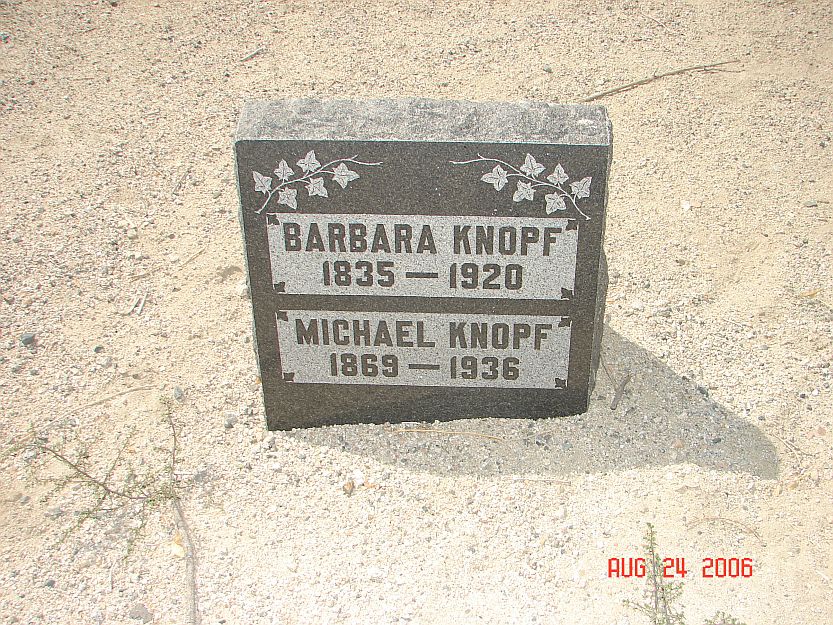 BARBARA KNOPF
1835 — 1920
MICHAEL KNOPF
1869 — 1936
AUG 24 2006